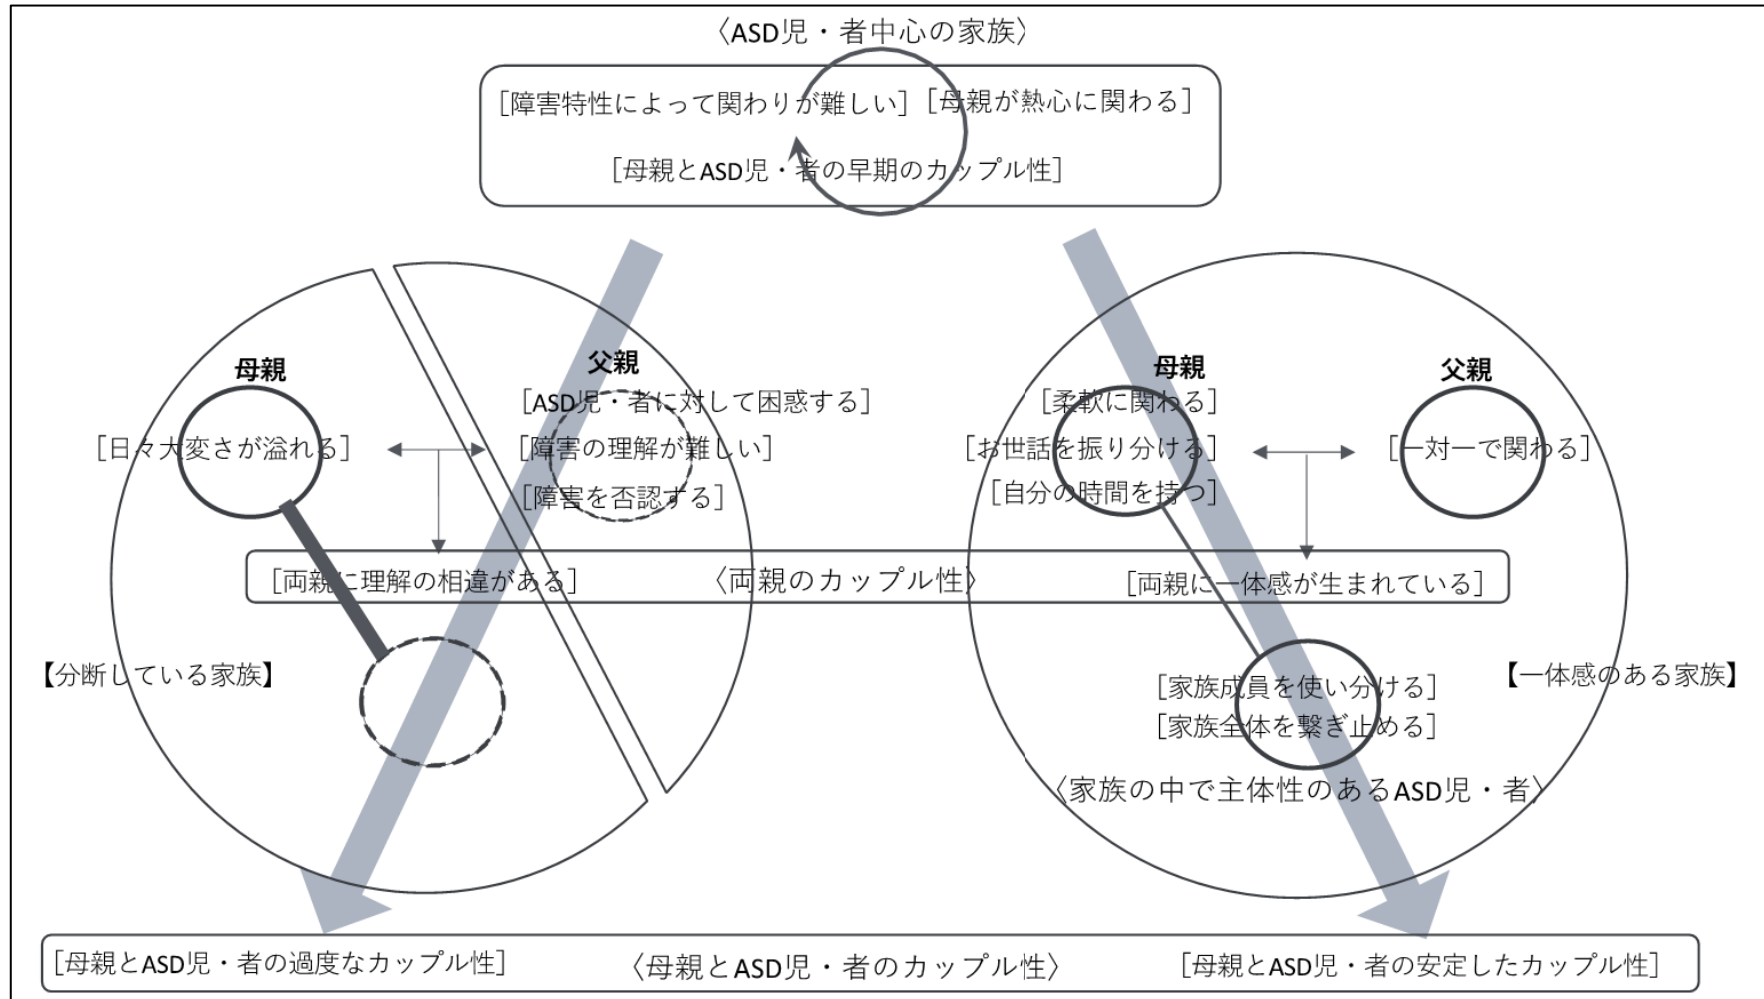 〈ASD児・者中心の家族〉
［障害特性によって関わりが難しい］［母親が熱心に関わる］
［母親とASD児・者の早期のカップル性］
母親
［日々大変さが溢れる］
父親
［ASD児・者に対して困惑する］
［障害の理解が難しい］
［障害を否認する］
母親
［柔軟に関わる］
［お世話を振り分ける］
［自分の時間を持つ］
父親
［一対一で関わる］
［両親に理解の相違がある］
〈両親のカップル性〉
［両親に一体感が生まれている］
【分断している家族】
［家族成員を使い分ける］
［家族全体を繋ぎ止める］
【一体感のある家族】
〈家族の中で主体性のあるASD児・者〉
［母親とASD児・者の過度なカップル性］
〈母親とASD児・者のカップル性〉
［母親とASD児・者の安定したカップル性］